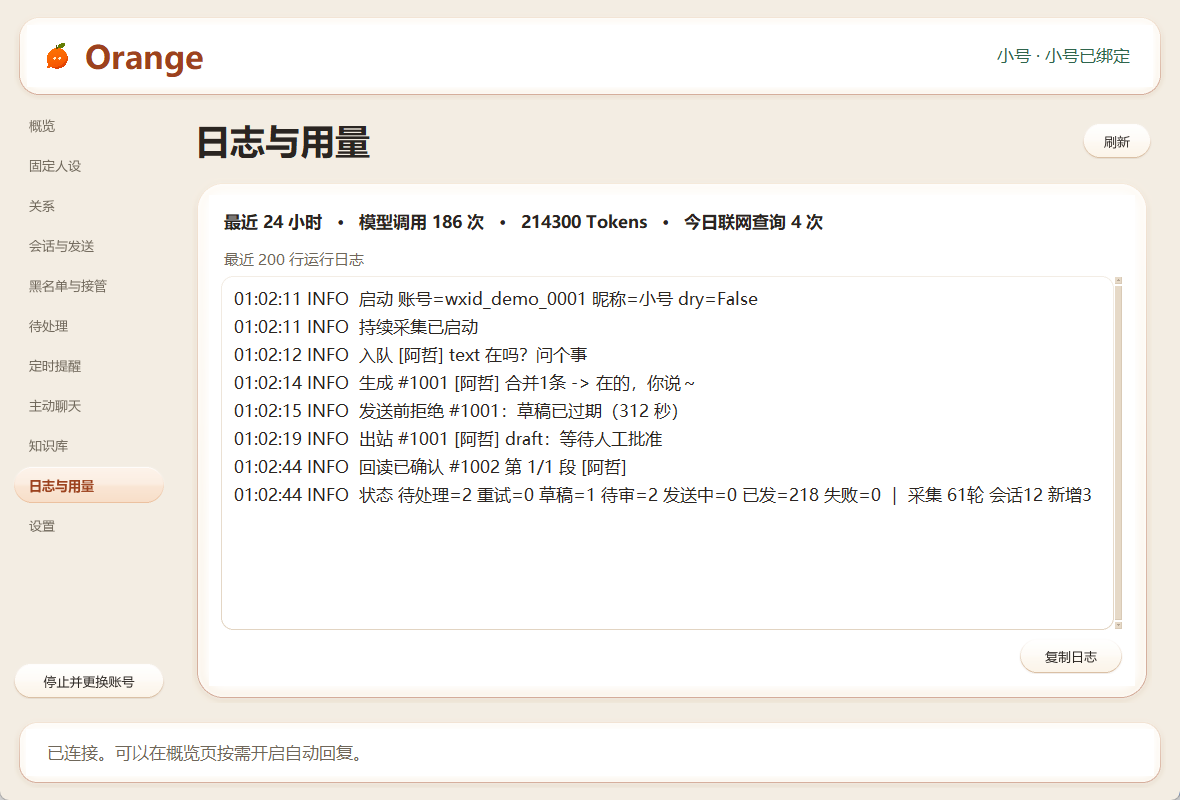 Orange
小号 · 小号已绑定
概览
固定人设
关系
会话与发送
黑名单与接管
待处理
定时提醒
主动聊天
知识库
日志与用量
设置
停止并更换账号
日志与用量
刷新
最近 24 小时 • 模型调用 186 次 • 214300 Tokens • 今日联网查询 4 次
最近 200 行运行日志
01:02:11 INFO 启动 账号=wxid_demo_0001 昵称=小号 dry=False
01:02:11 INFO 持续采集已启动
01:02:12 INFO 入队 [阿哲] text 在吗？问个事
01:02:14 INFO 生成 #1001 [阿哲] 合并1条 -> 在的，你说～
01:02:15 INFO 发送前拒绝 #1001：草稿已过期（312 秒）
01:02:19 INFO 出站 #1001 [阿哲] draft：等待人工批准
01:02:44 INFO 回读已确认 #1002 第 1/1 段 [阿哲]
01:02:44 INFO 状态 待处理=2 重试=0 草稿=1 待审=2 发送中=0 已发=218 失败=0 ｜ 采集 61轮 会话12 新增3
复制日志
已连接。可以在概览页按需开启自动回复。